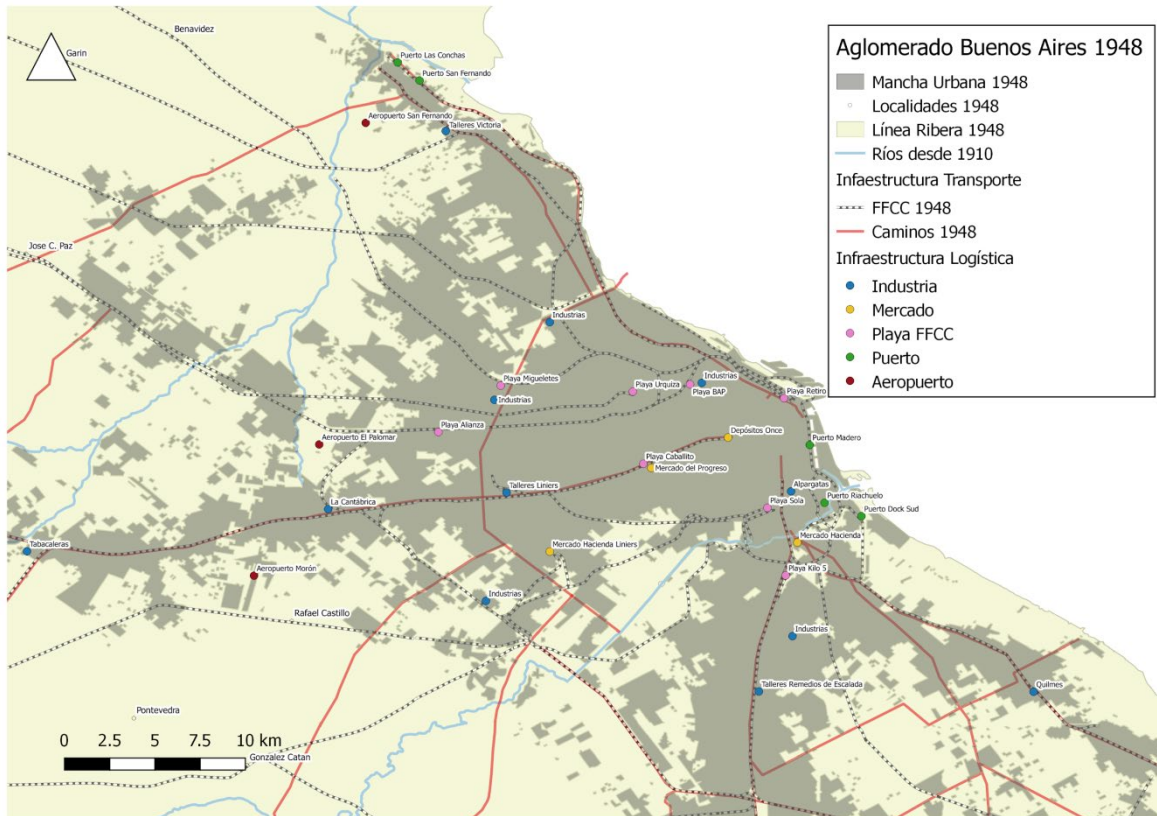 Benavidez
Garin
Puerto Las Conchas
Puerto San Fernando
Aeropuerto San Fernando
Talleres Victoria
Jose C. Paz
Industrias
Playa Migueletes
Industrias
Playa Urquiza
Industrias
Playa BAP
Playa Retiro
Playa Alianza
Aeropuerto El Palomar
Depósitos Once
Puerto Madero
Playa Caballito
Mercado del Progreso
Talleres Liniers
Alpargatas
La Cantábrica
Playa Sola
Puerto Riachuelo
Puerto Dock Sud
Tabacaleras
Mercado Hacienda Liniers
Mercado Hacienda
Aeropuerto Morón
Playa Kilo 5
Industrias
Rafael Castillo
Industrias
Talleres Remedios de Escalada
Quilmes
Pontevedra
0 2.5 5 7.5 10 km
Gonzalez Catan
Aglomerado Buenos Aires 1948
Mancha Urbana 1948
Localidades 1948
Línea Ribera 1948
Ríos desde 1910
Infaestructura Transporte
FFCC 1948
Caminos 1948
Infraestructura Logística
Industria
Mercado
Playa FFCC
Puerto
Aeropuerto